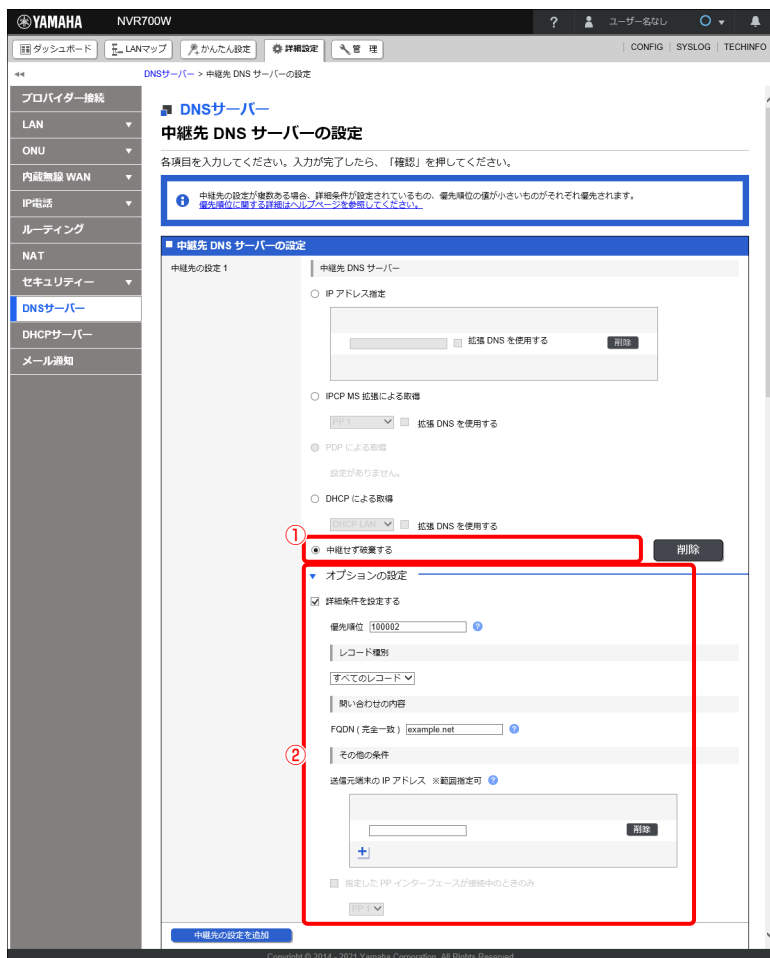 YAMAHA NVR700W ? ユーザー名なし
ダッシュボード LANマップ かんたん設定 詳細設定 管 理 CONFIG SYSLOG TECHINFO
DNSサーバー > 中継先 DNS サーバーの設定
プロバイダー接続
LAN
ONU
内蔵無線 WAN
IP電話
ルーティング
NAT
セキュリティー
DNSサーバー
DHCPサーバー
メール通知
DNSサーバー
中継先 DNS サーバーの設定
各項目を入力してください。入力が完了したら、「確認」を押してください。
中継先の設定が複数ある場合、詳細条件が設定されているもの、優先順位の値が小さいものがそれぞれ優先されます。
優先順位に関する詳細はヘルプページを参照してください。
中継先 DNS サーバーの設定
中継先の設定 1
中継先 DNS サーバー
IP アドレス指定
拡張 DNS を使用する 削除
IPCP MS 拡張による取得
PP 1 拡張 DNS を使用する
PDP による取得
設定がありません。
DHCP による取得
DHCP LAN 拡張 DNS を使用する
①
中継せず破棄する 削除
オプションの設定
詳細条件を設定する
優先順位 100002 ?
レコード種別
すべてのレコード
問い合わせの内容
FQDN ( 完全一致 ) example.net ?
②
その他の条件
送信元端末の IP アドレス ※範囲指定可 ?
削除
+
指定した PP インターフェースが接続中のときのみ
PP 1
中継先の設定を追加
Copyright © 2014 - 2021 Yamaha Corporation. All Rights Reserved.